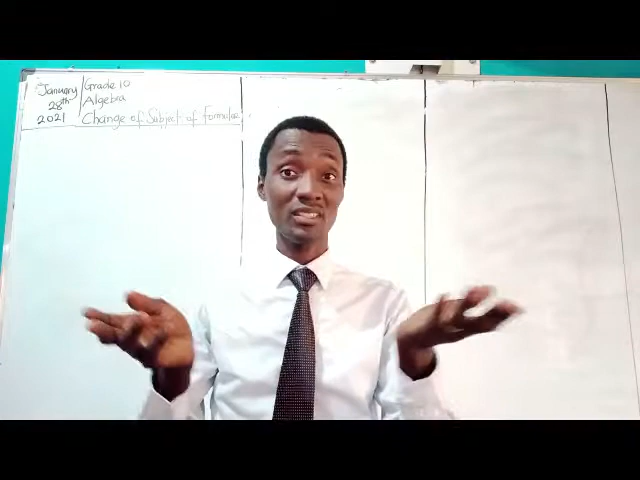 January
28th
2021
Grade 10
Algebra
Change of Subject of Formulae